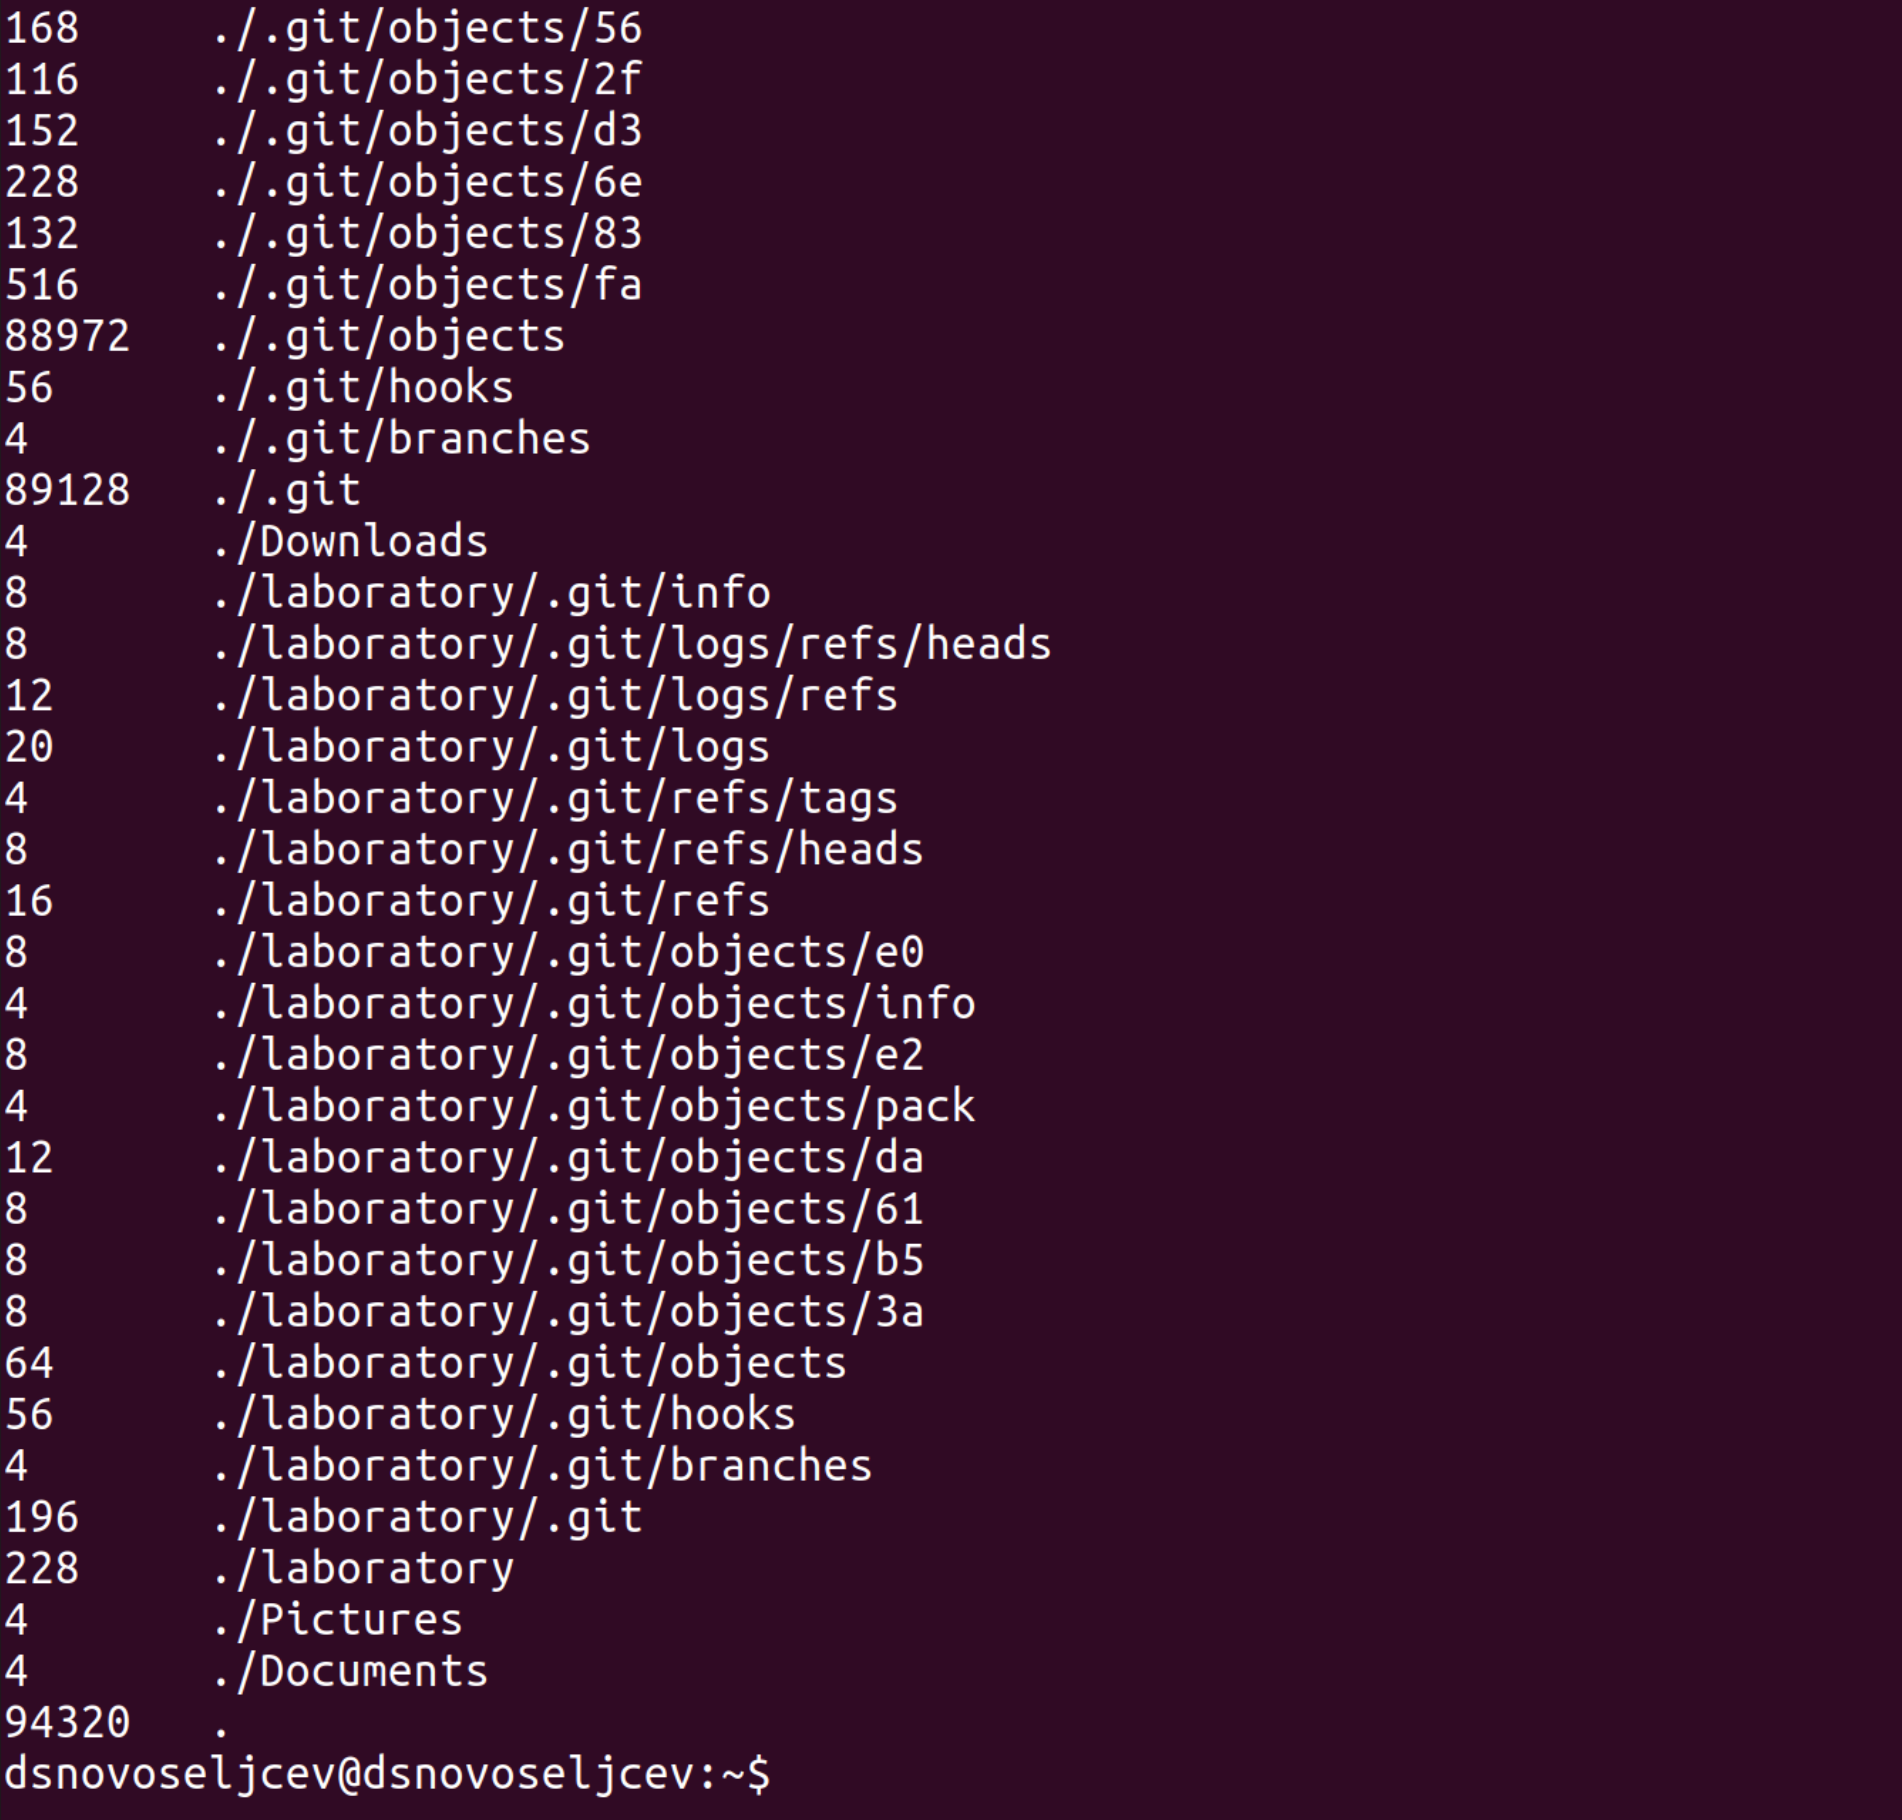 168     ./.git/objects/56
116     ./.git/objects/2f
152     ./.git/objects/d3
228     ./.git/objects/6e
132     ./.git/objects/83
516     ./.git/objects/fa
88972   ./.git/objects
56      ./.git/hooks
4       ./.git/branches
89128   ./.git
4       ./Downloads
8       ./laboratory/.git/info
8       ./laboratory/.git/logs/refs/heads
12      ./laboratory/.git/logs/refs
20      ./laboratory/.git/logs
4       ./laboratory/.git/refs/tags
8       ./laboratory/.git/refs/heads
16      ./laboratory/.git/refs
8       ./laboratory/.git/objects/e0
4       ./laboratory/.git/objects/info
8       ./laboratory/.git/objects/e2
4       ./laboratory/.git/objects/pack
12      ./laboratory/.git/objects/da
8       ./laboratory/.git/objects/61
8       ./laboratory/.git/objects/b5
8       ./laboratory/.git/objects/3a
64      ./laboratory/.git/objects
56      ./laboratory/.git/hooks
4       ./laboratory/.git/branches
196     ./laboratory/.git
228     ./laboratory
4       ./Pictures
4       ./Documents
94320   .
dsnovoseljcev@dsnovoseljcev:~$